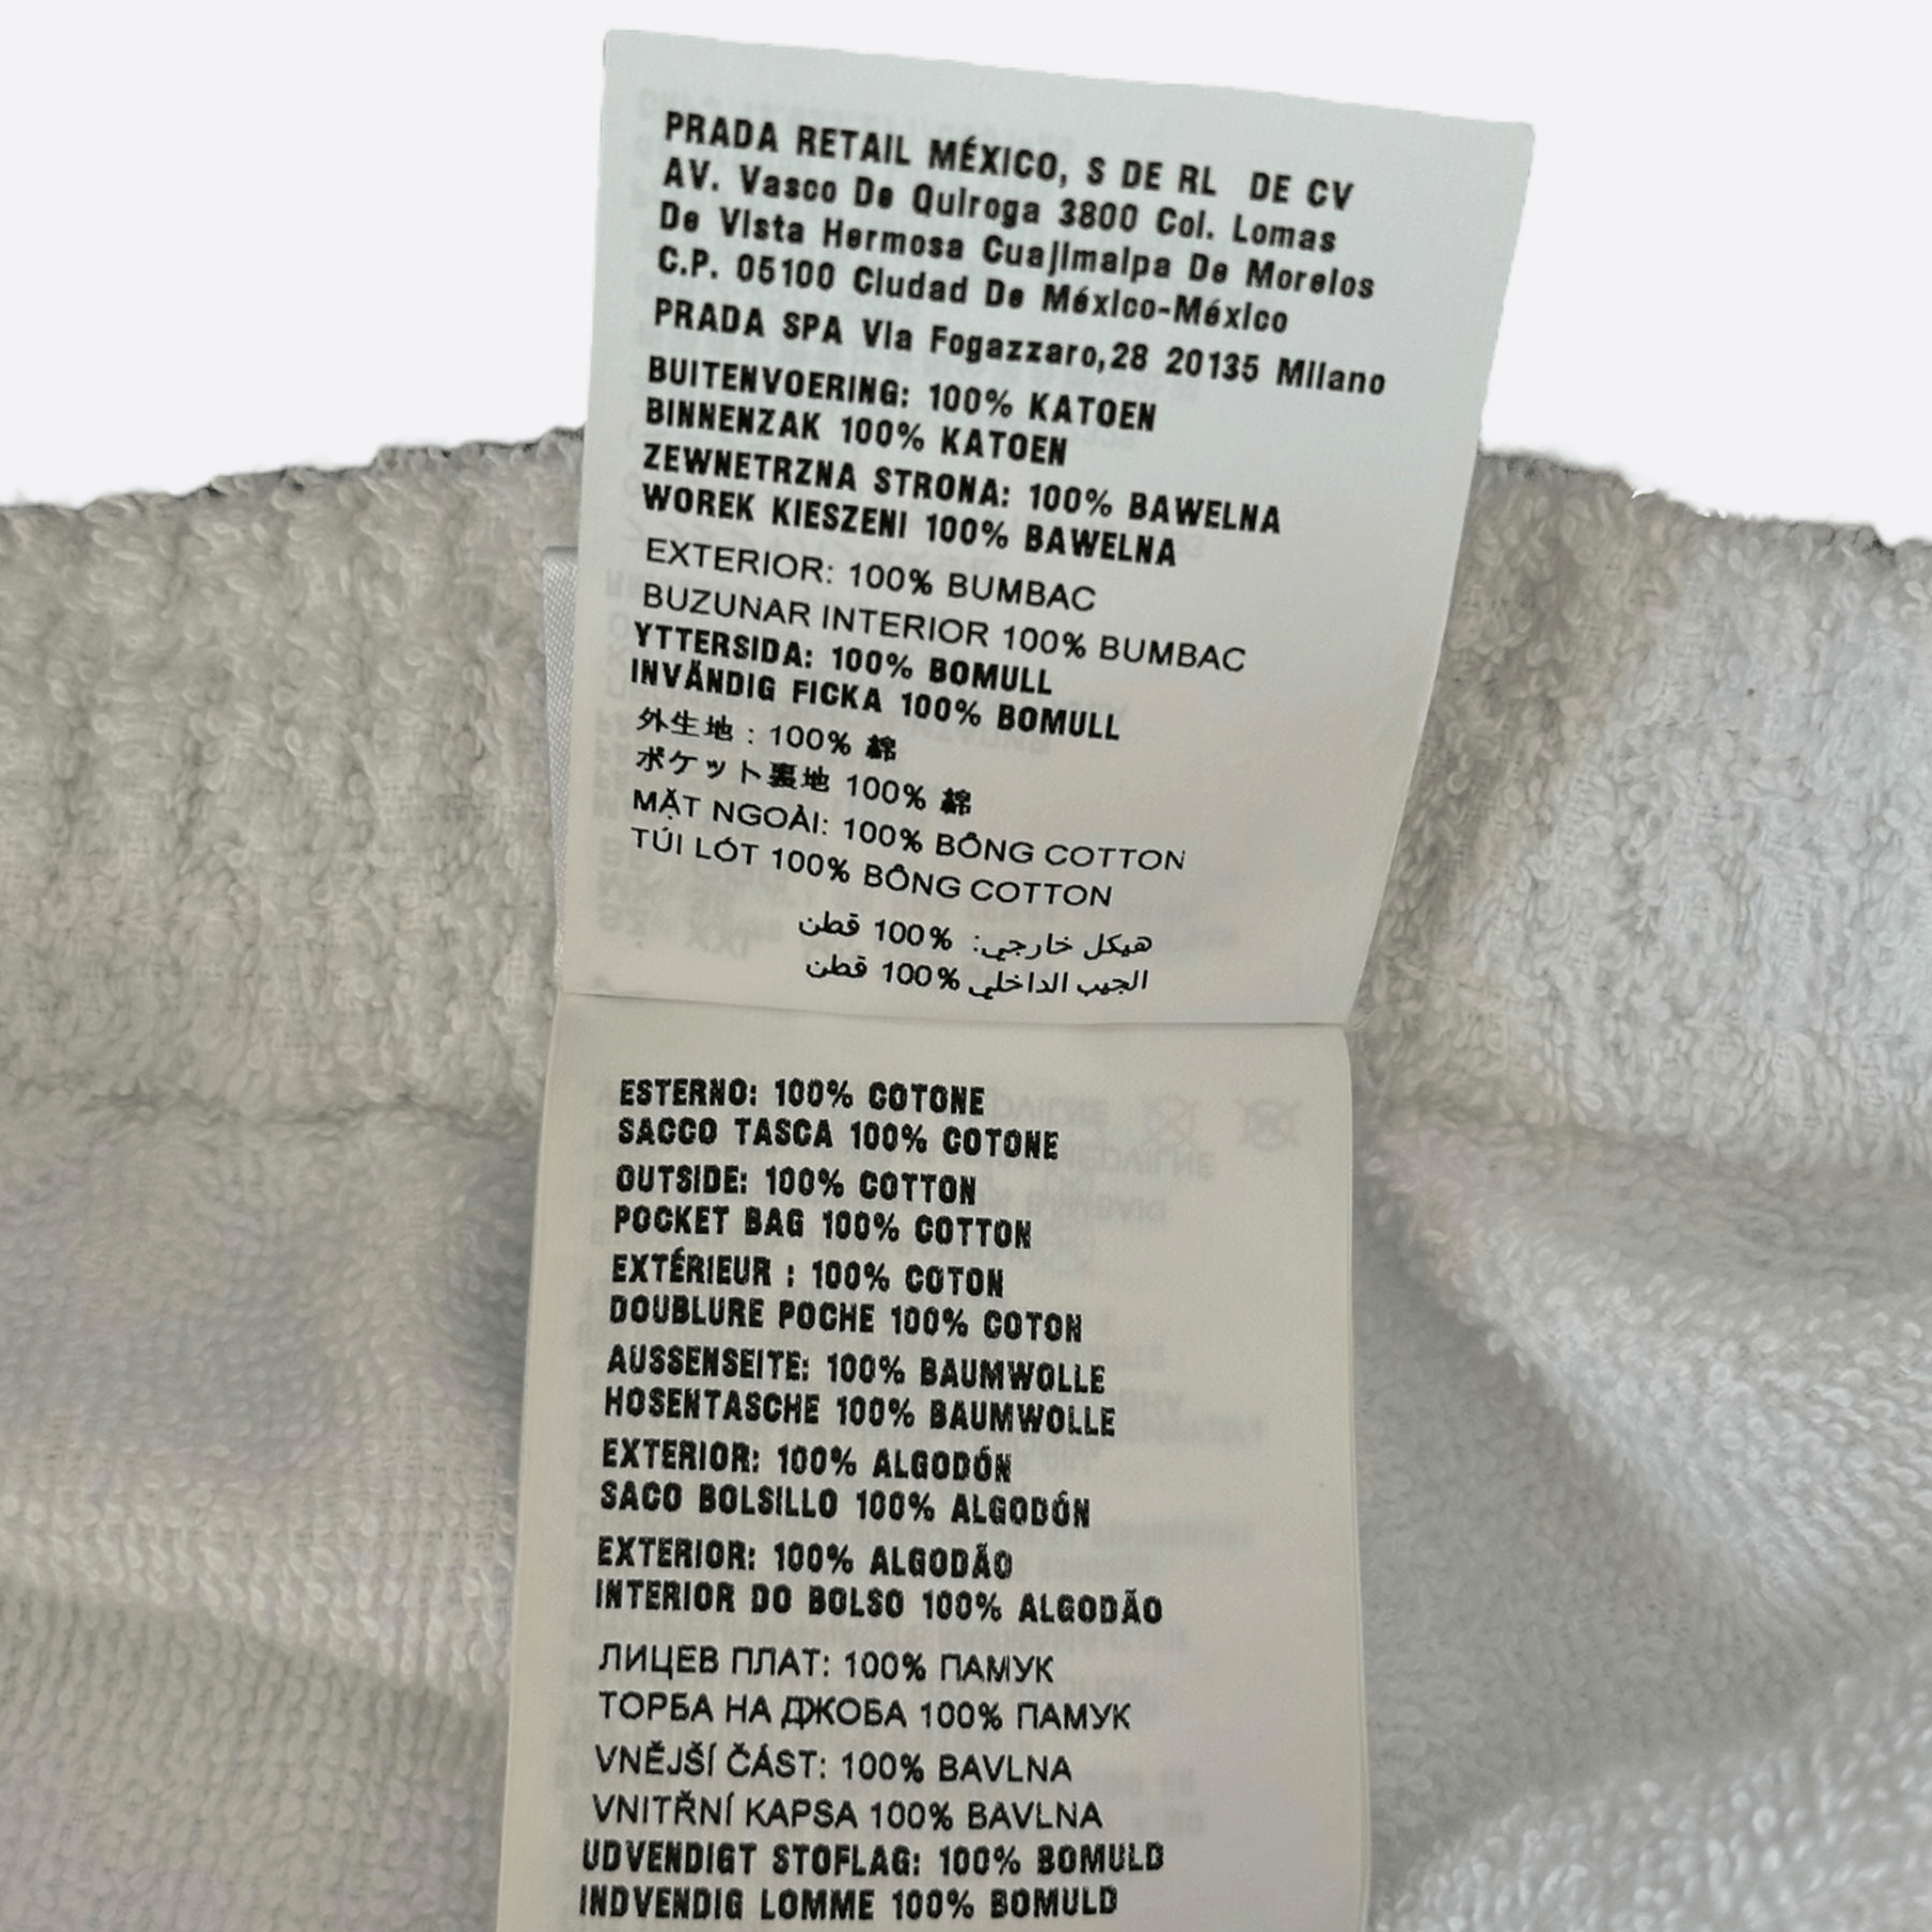 PRADA RETAIL MÉXICO, S DE RL DE CV
AV. Vasco De Quiroga 3800 Col. Lomas
De Vista Hermosa Cuajimalpa De Morelos
C.P. 05100 Ciudad De México-México
PRADA SPA Via Fogazzaro,28 20135 Milano
BUITENVOERING: 100% KATOEN
BINNENZAK 100% KATOEN
ZEWNETRZNA STRONA: 100% BAWELNA
WOREK KIESZENI 100% BAWELNA
EXTERIOR: 100% BUMBAC
BUZUNAR INTERIOR 100% BUMBAC
YTTERSIDA: 100% BOMULL
INVÄNDIG FICKA 100% BOMULL
外生地 : 100% 綿
ポケット裏地 100% 綿
MẶT NGOÀI: 100% BÔNG COTTON
TÚI LÓT 100% BÔNG COTTON
هيكل خارجي: %100 قطن
الجيب الداخلي %100 قطن
ESTERNO: 100% COTONE
SACCO TASCA 100% COTONE
OUTSIDE: 100% COTTON
POCKET BAG 100% COTTON
EXTÉRIEUR : 100% COTON
DOUBLURE POCHE 100% COTON
AUSSENSEITE: 100% BAUMWOLLE
HOSENTASCHE 100% BAUMWOLLE
EXTERIOR: 100% ALGODÓN
SACO BOLSILLO 100% ALGODÓN
EXTERIOR: 100% ALGODÃO
INTERIOR DO BOLSO 100% ALGODÃO
ЛИЦЕВ ПЛАТ: 100% ПАМУК
ТОРБА НА ДЖОБА 100% ПАМУК
VNĚJŠÍ ČÁST: 100% BAVLNA
VNITŘNÍ KAPSA 100% BAVLNA
UDVENDIGT STOFLAG: 100% BOMULD
INDVENDIG LOMME 100% BOMULD